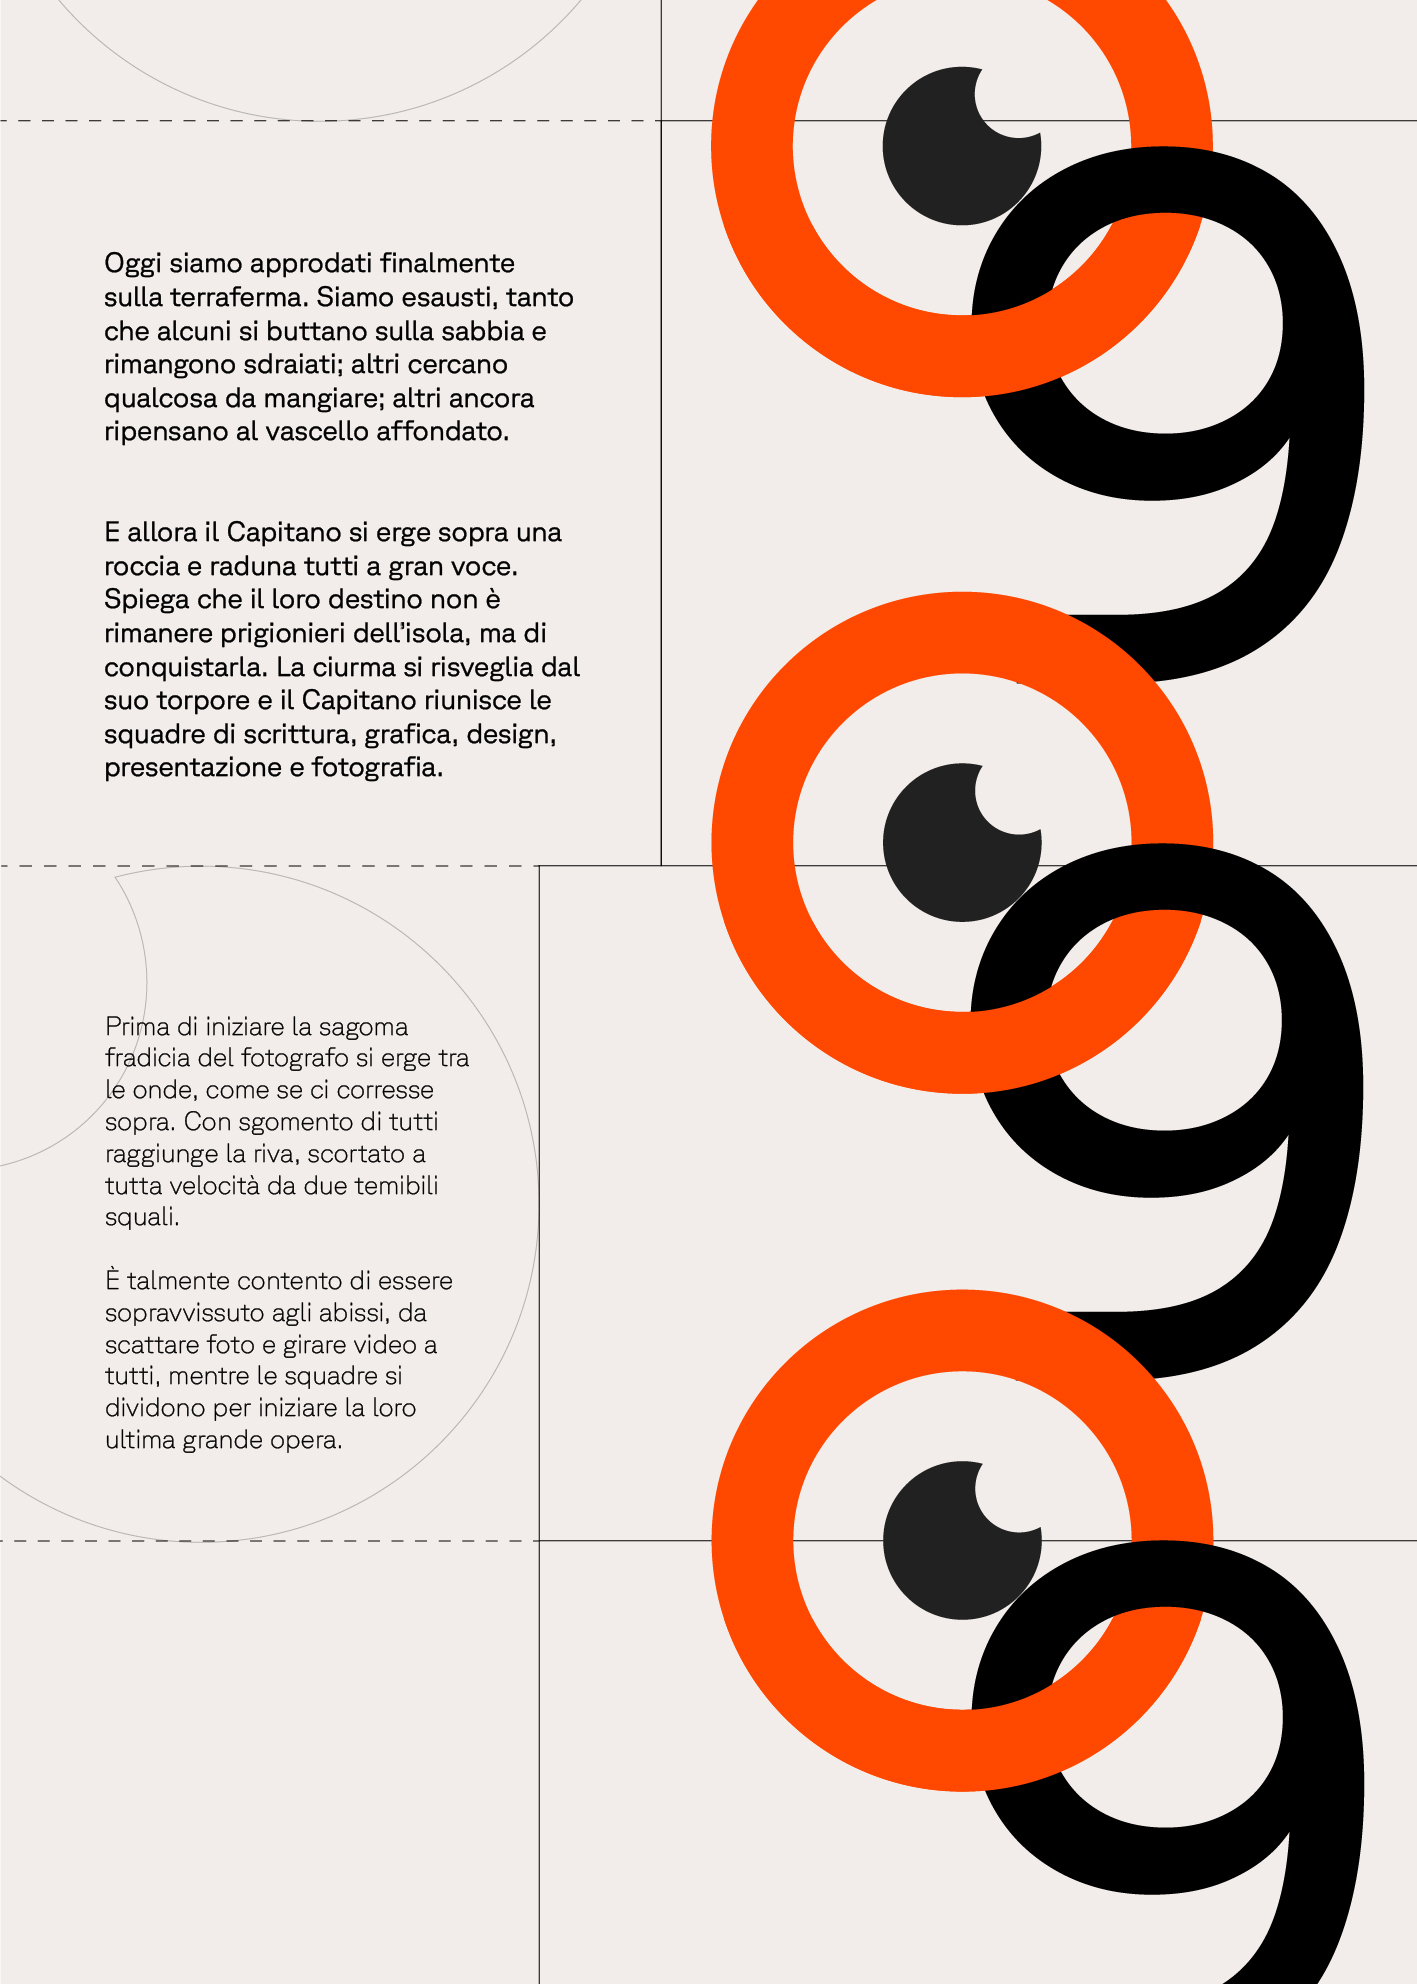 Oggi siamo approdati finalmente
sulla terraferma. Siamo esausti, tanto
che alcuni si buttano sulla sabbia e
rimangono sdraiati; altri cercano
qualcosa da mangiare; altri ancora
ripensano al vascello affondato.
E allora il Capitano si erge sopra una
roccia e raduna tutti a gran voce.
Spiega che il loro destino non è
rimanere prigionieri dell’isola, ma di
conquistarla. La ciurma si risveglia dal
suo torpore e il Capitano riunisce le
squadre di scrittura, grafica, design,
presentazione e fotografia.
Prima di iniziare la sagoma
fradicia del fotografo si erge tra
le onde, come se ci corresse
sopra. Con sgomento di tutti
raggiunge la riva, scortato a
tutta velocità da due temibili
squali.
È talmente contento di essere
sopravvissuto agli abissi, da
scattare foto e girare video a
tutti, mentre le squadre si
dividono per iniziare la loro
ultima grande opera.
9
9
9